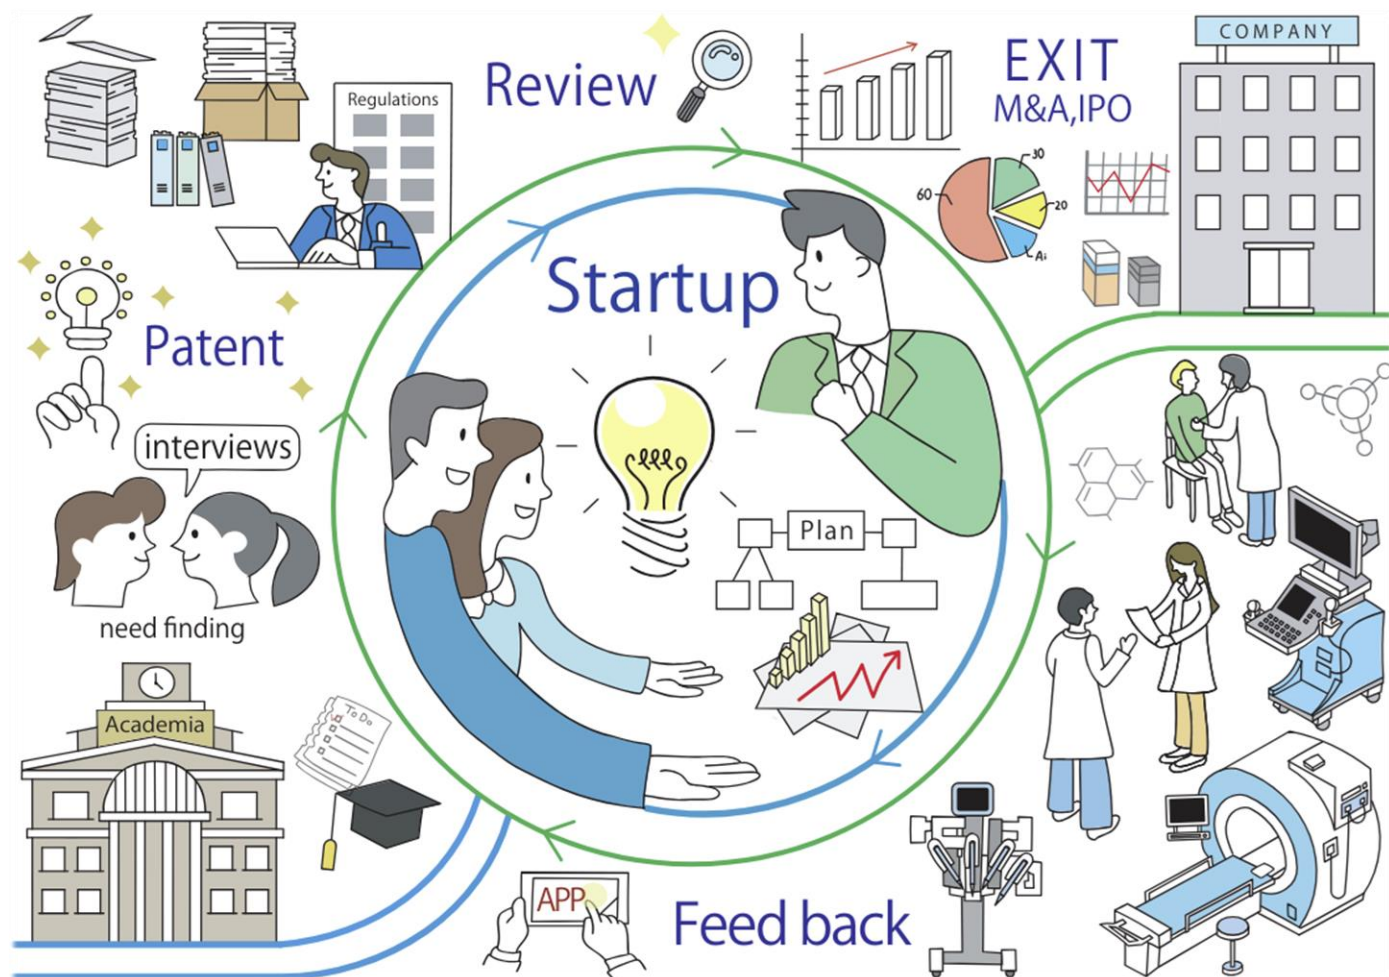 Review
EXIT
M&A,IPO
COMPANY
Regulations
30
60
20
Ai
Startup
Patent
interviews
need finding
Plan
Academia
To Do
APP
Feed back